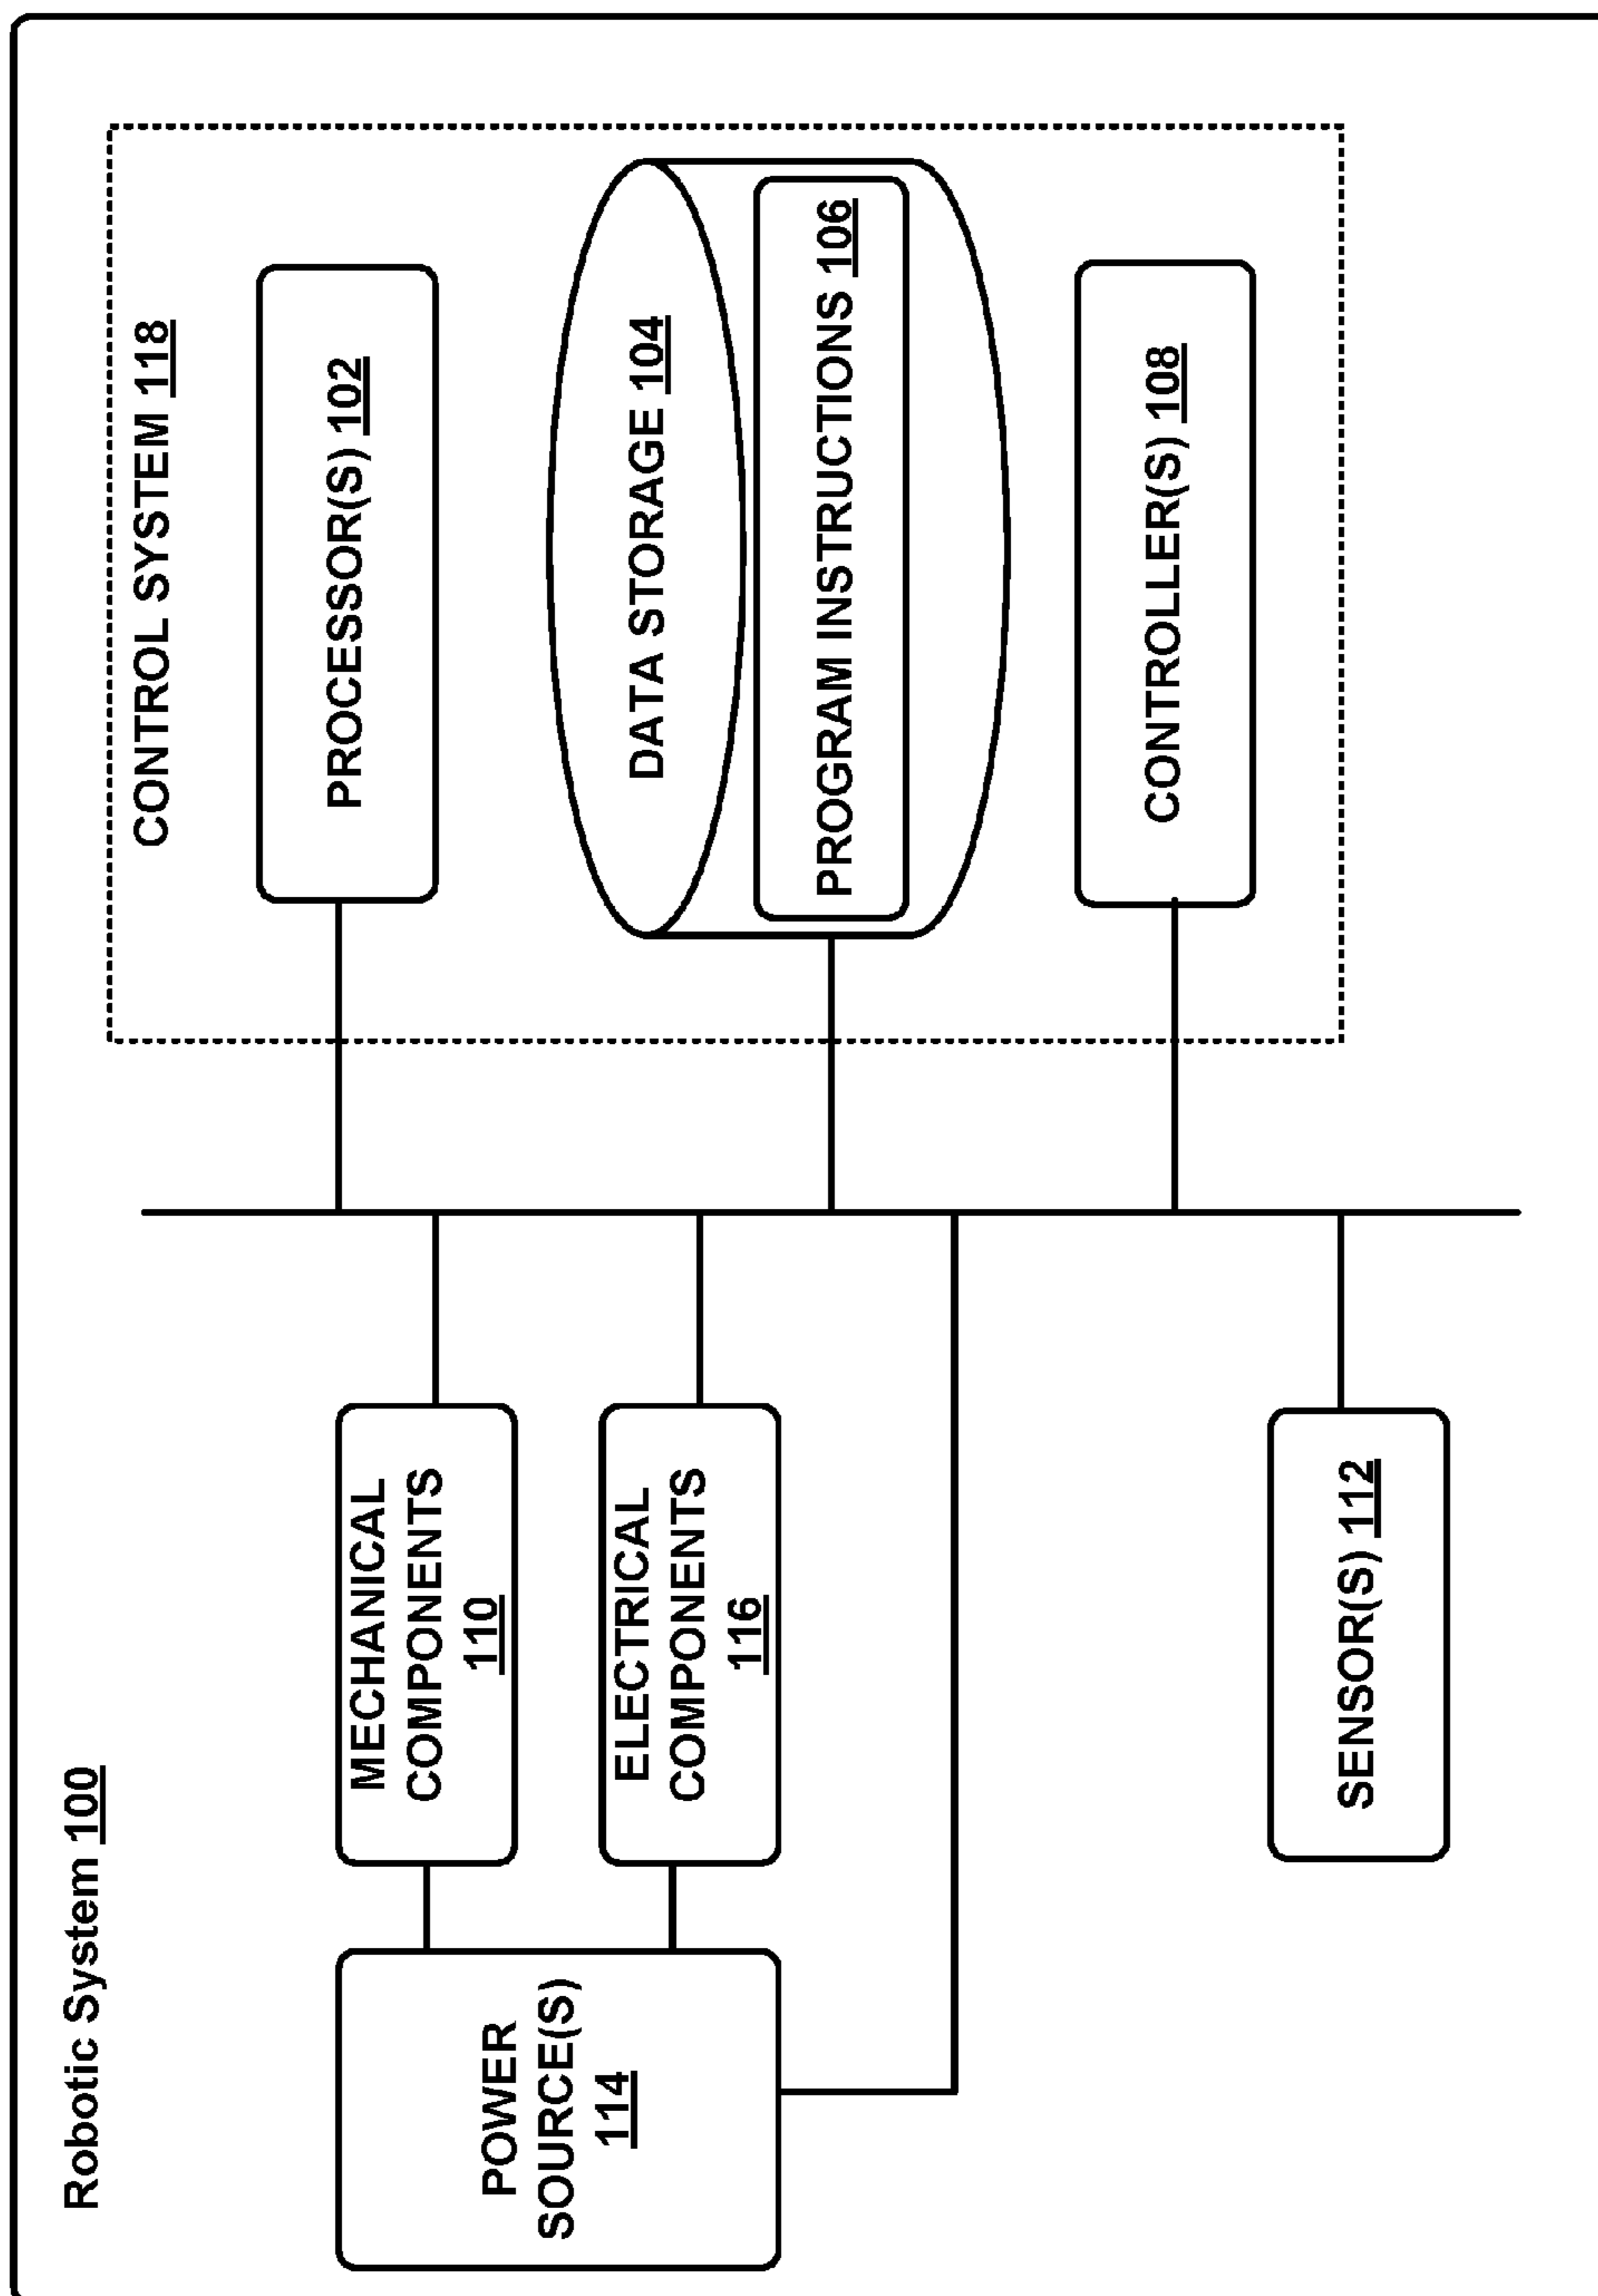 Robotic System 100
CONTROL SYSTEM 118
POWER
SOURCE(S)
114
MECHANICAL
COMPONENTS
110
ELECTRICAL
COMPONENTS
116
SENSOR(S) 112
PROCESSOR(S) 102
DATA STORAGE 104
PROGRAM INSTRUCTIONS 106
CONTROLLER(S) 108